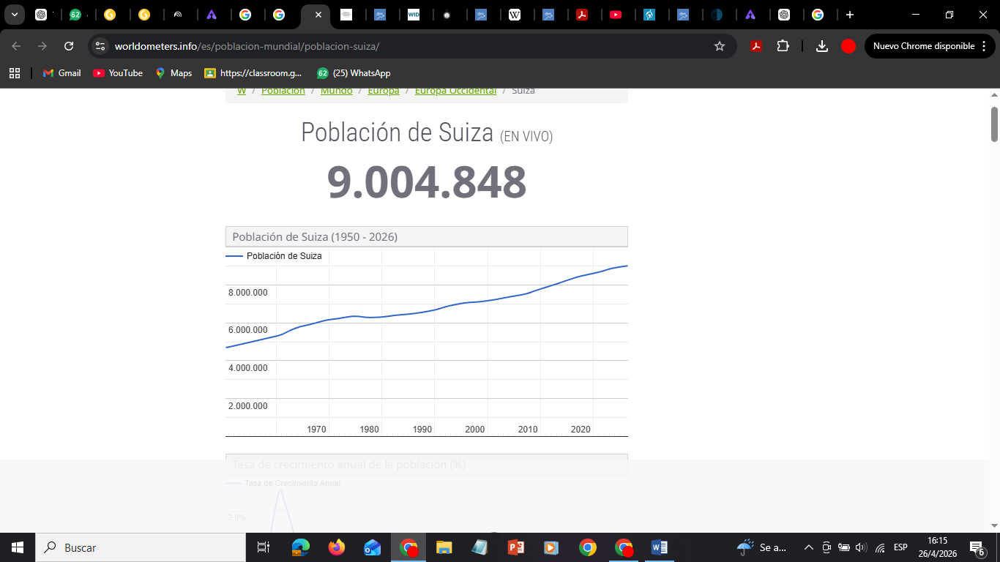 62
WID
W
worldometers.info/es/poblacion-mundial/poblacion-suiza/
Nuevo Chrome disponible
Gmail
YouTube
Maps
https://classroom.g...
62
(25) WhatsApp
W / Población / Mundo / Europa / Europa Occidental / Suiza
Población de Suiza (EN VIVO)
9.004.848
Población de Suiza (1950 - 2026)
Población de Suiza
8.000.000
6.000.000
4.000.000
2.000.000
1970 1980 1990 2000 2010 2020
Tasa de crecimiento anual de la población (%)
Tasa de Crecimiento Anual
2.0%
Buscar
Se a...
ESP
16:15
26/4/2026
6